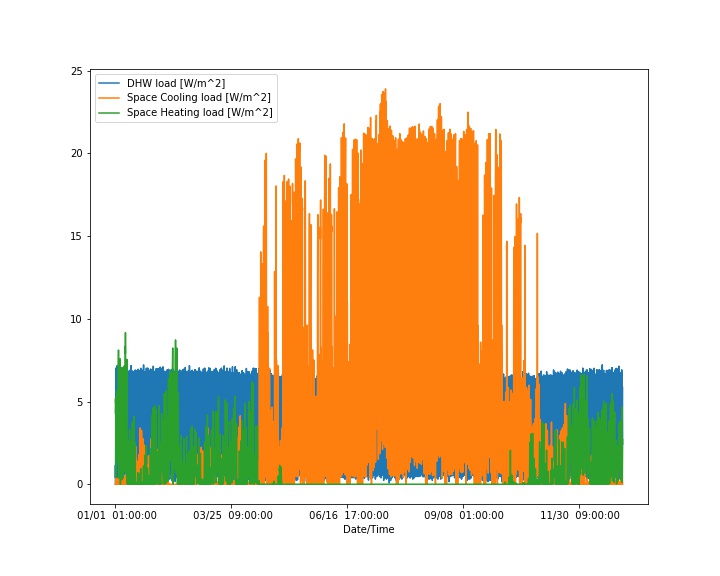 25
20
15
10
5
0
DHW load [W/m^2]
Space Cooling load [W/m^2]
Space Heating load [W/m^2]
01/01  01:00:00
03/25  09:00:00
06/16  17:00:00
09/08  01:00:00
11/30  09:00:00
Date/Time